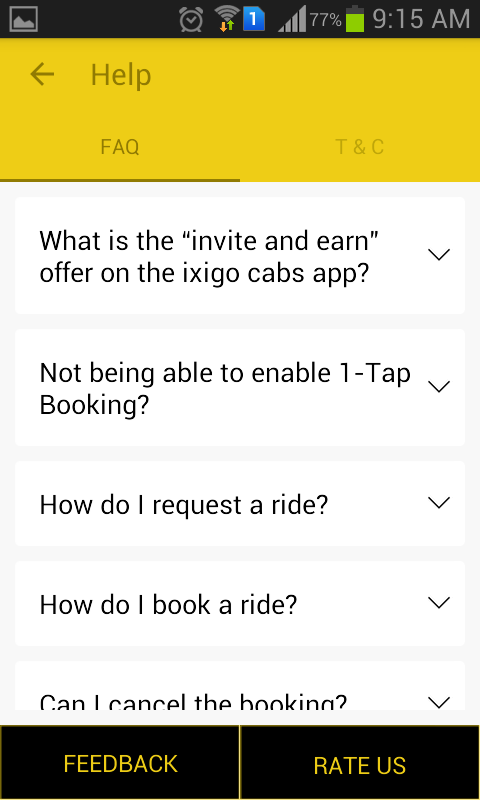 1 77% 9:15 AM
Help
FAQ T & C
What is the “invite and earn”
offer on the ixigo cabs app?
Not being able to enable 1-Tap
Booking?
How do I request a ride?
How do I book a ride?
Can I cancel the booking?
FEEDBACK RATE US